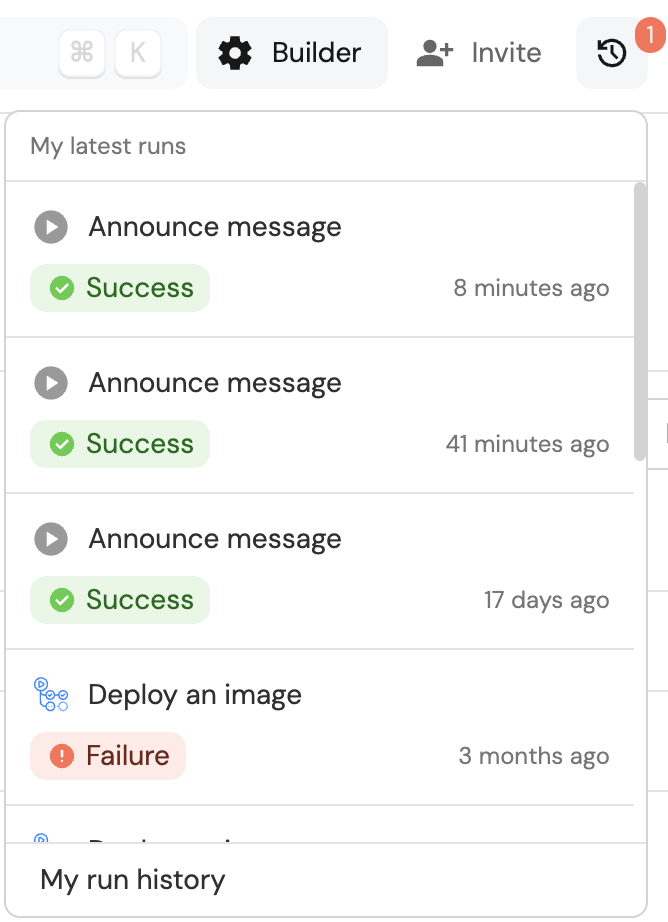 ⌘ K Builder Invite 1
My latest runs
Announce message
Success 8 minutes ago
Announce message
Success 41 minutes ago
Announce message
Success 17 days ago
Deploy an image
Failure 3 months ago
My run history